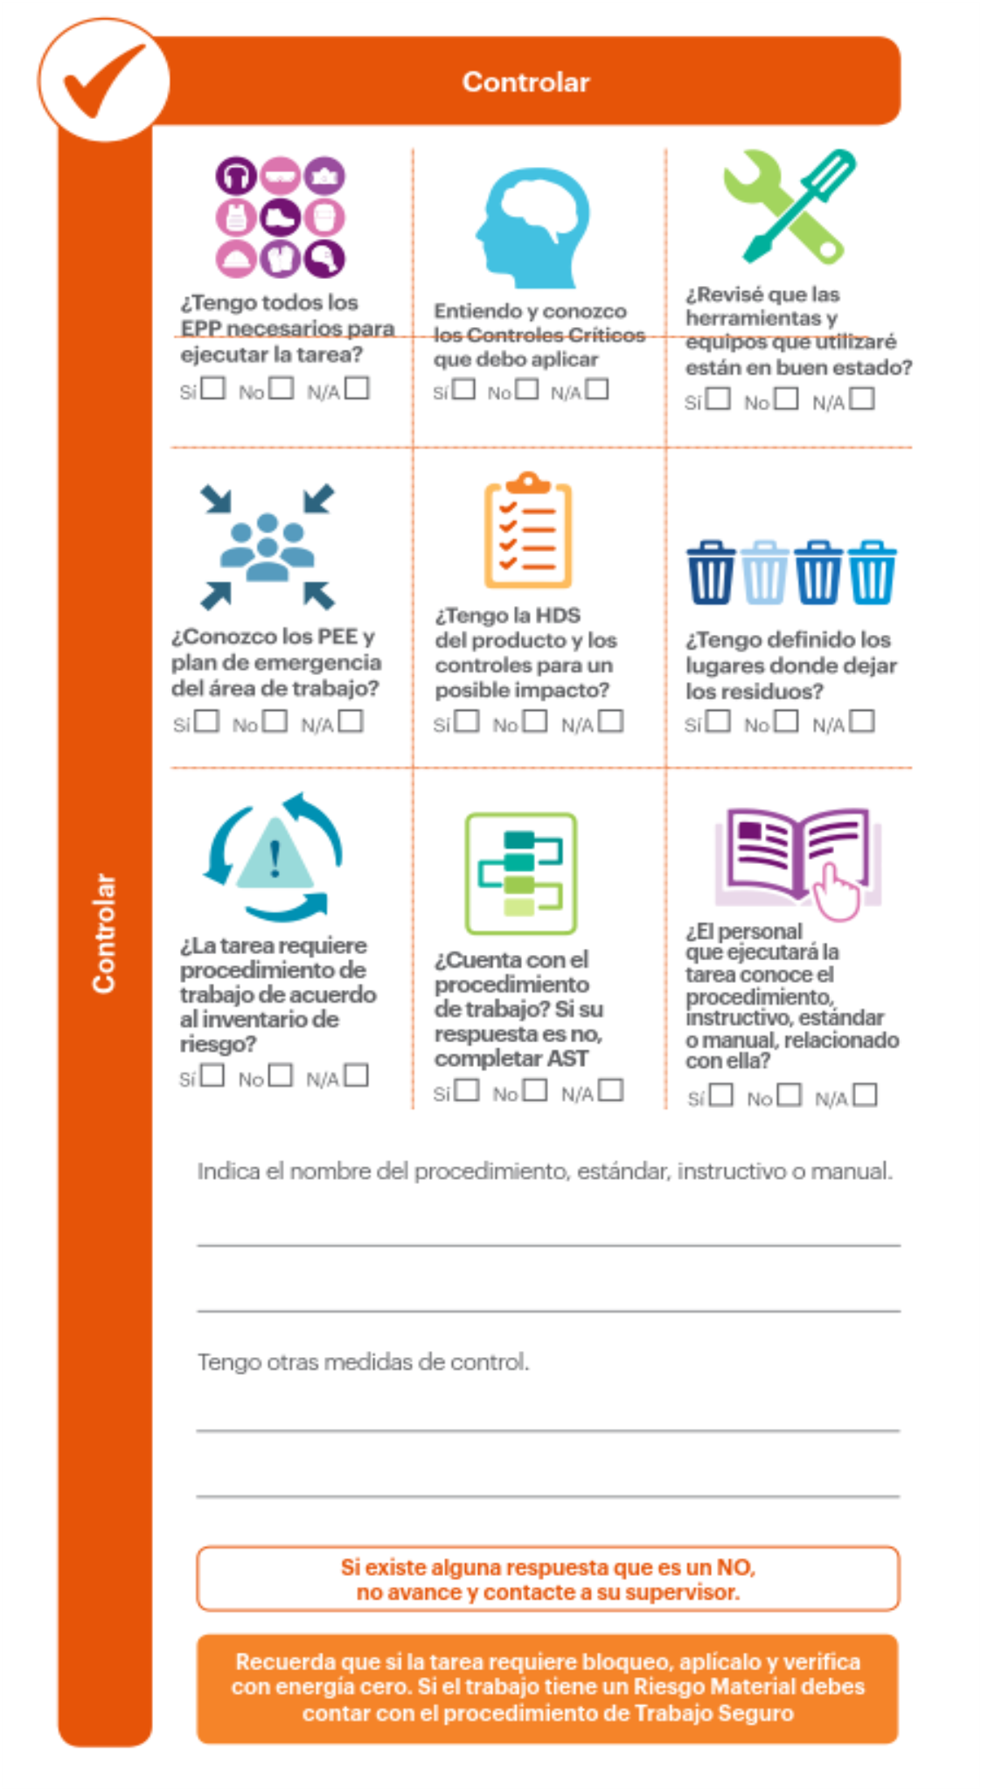 Controlar
¿Tengo todos los
EPP necesarios para
ejecutar la tarea?
Sí No N/A
Entiendo y conozco
los Controles Críticos
que debo aplicar
Sí No N/A
¿Revisé que las
herramientas y
equipos que utilizaré
están en buen estado?
Sí No N/A
¿Conozco los PEE y
plan de emergencia
del área de trabajo?
Sí No N/A
¿Tengo la HDS
del producto y los
controles para un
posible impacto?
Sí No N/A
¿Tengo definido los
lugares donde dejar
los residuos?
Sí No N/A
¿La tarea requiere
procedimiento de
trabajo de acuerdo
al inventario de
riesgo?
Sí No N/A
¿Cuenta con el
procedimiento
de trabajo? Si su
respuesta es no,
completar AST
Sí No N/A
¿El personal
que ejecutará la
tarea conoce el
procedimiento,
instructivo, estándar
o manual, relacionado
con ella?
Sí No N/A
Controlar
Indica el nombre del procedimiento, estándar, instructivo o manual.
Tengo otras medidas de control.
Si existe alguna respuesta que es un NO,
no avance y contacte a su supervisor.
Recuerda que si la tarea requiere bloqueo, aplícalo y verifica
con energía cero. Si el trabajo tiene un Riesgo Material debes
contar con el procedimiento de Trabajo Seguro